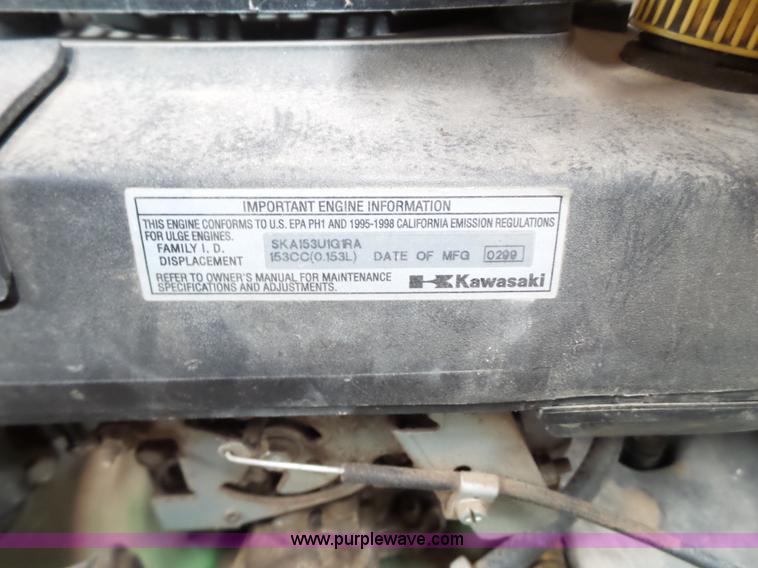 IMPORTANT ENGINE INFORMATION
THIS ENGINE CONFORMS TO U.S. EPA PH1 AND 1995-1998 CALIFORNIA EMISSION REGULATIONS
FOR ULGE ENGINES.
FAMILY I. D. SKA153U1G1RA
DISPLACEMENT 153CC(0.153L) DATE OF MFG 0299
REFER TO OWNER'S MANUAL FOR MAINTENANCE
SPECIFICATIONS AND ADJUSTMENTS.
Kawasaki
www.purplewave.com